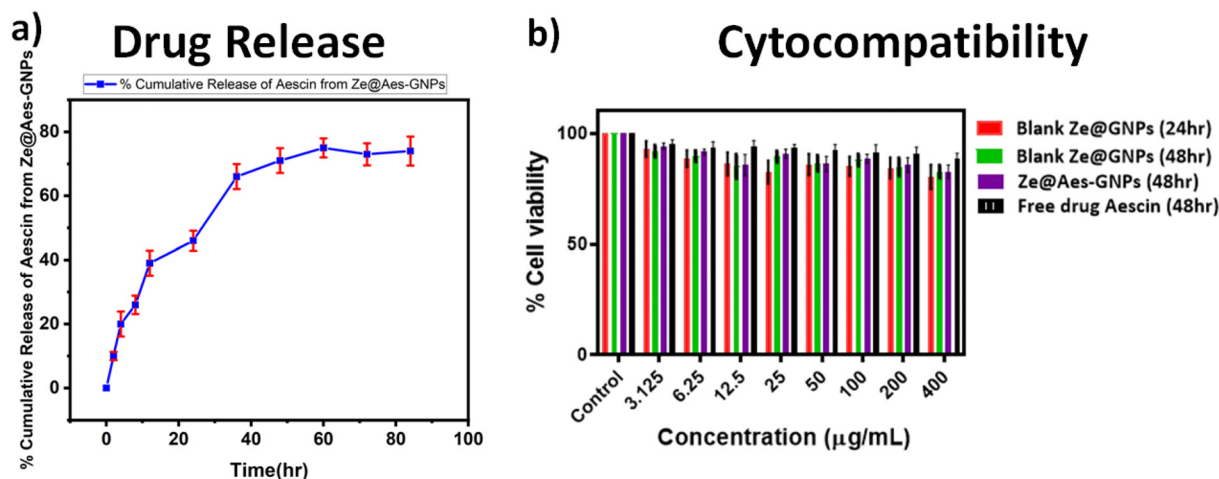 a)
Drug Release
% Cumulative Release of Aescin from Ze@Aes-GNPs
% Cumulative Release of Aescin from Ze@Aes-GNPs
80
60
40
20
0
0 20 40 60 80 100
Time(hr)
b)
Cytocompatibility
% Cell viability
100
50
0
Control 3.125 6.25 12.5 25 50 100 200 400
Concentration (μg/mL)
Blank Ze@GNPs (24hr)
Blank Ze@GNPs (48hr)
Ze@Aes-GNPs (48hr)
Free drug Aescin (48hr)